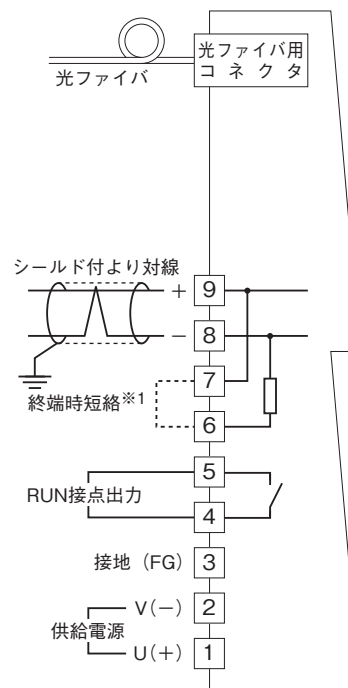 光ファイバ用
コネクタ
光ファイバ
シールド付より対線
+ 9
− 8
7
終端時短絡※1
6
5
RUN接点出力
4
接地（FG） 3
V（−） 2
供給電源
U（+） 1